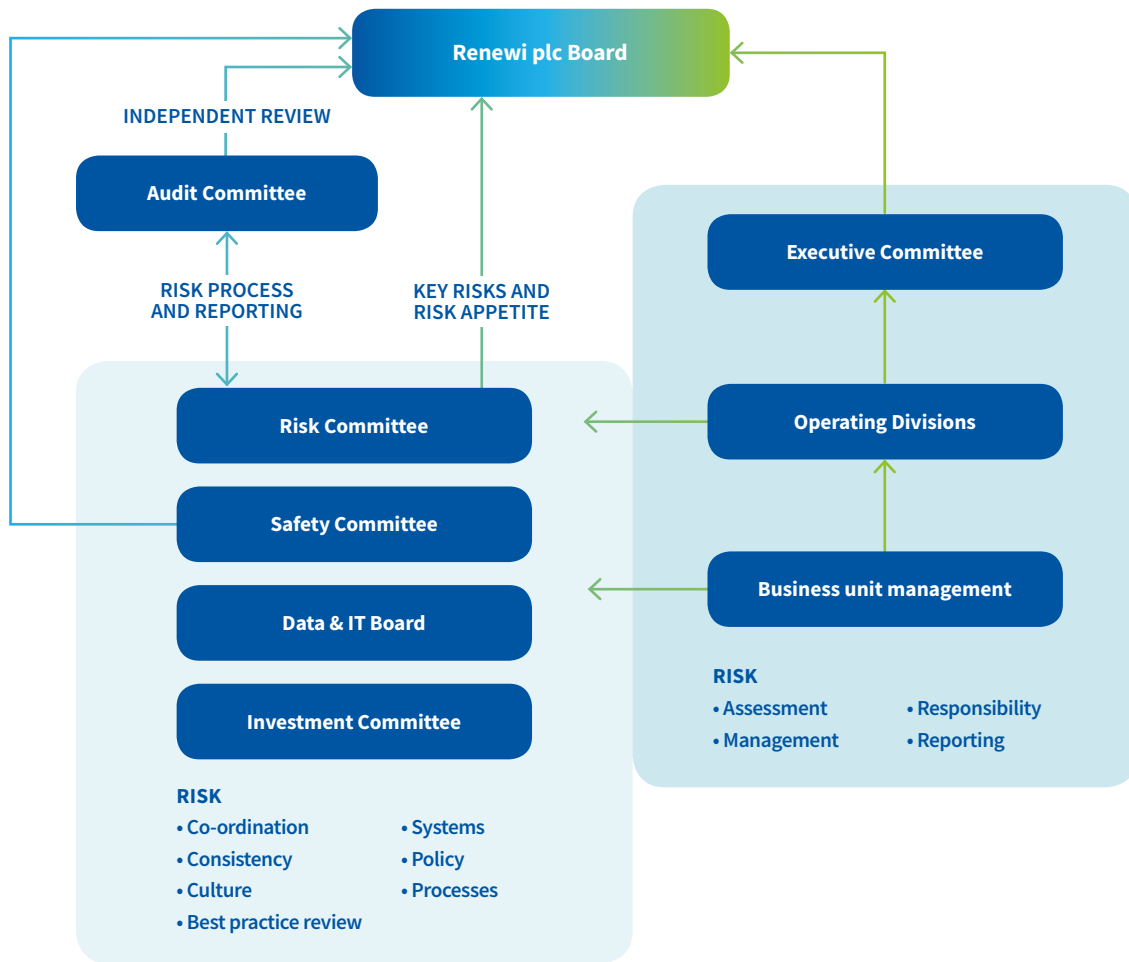 Renewi plc Board
INDEPENDENT REVIEW
Audit Committee
RISK PROCESS
AND REPORTING
KEY RISKS AND
RISK APPETITE
Risk Committee
Safety Committee
Data & IT Board
Investment Committee
RISK
• Co-ordination
• Consistency
• Culture
• Best practice review
• Systems
• Policy
• Processes
Executive Committee
Operating Divisions
Business unit management
RISK
• Assessment
• Management
• Responsibility
• Reporting